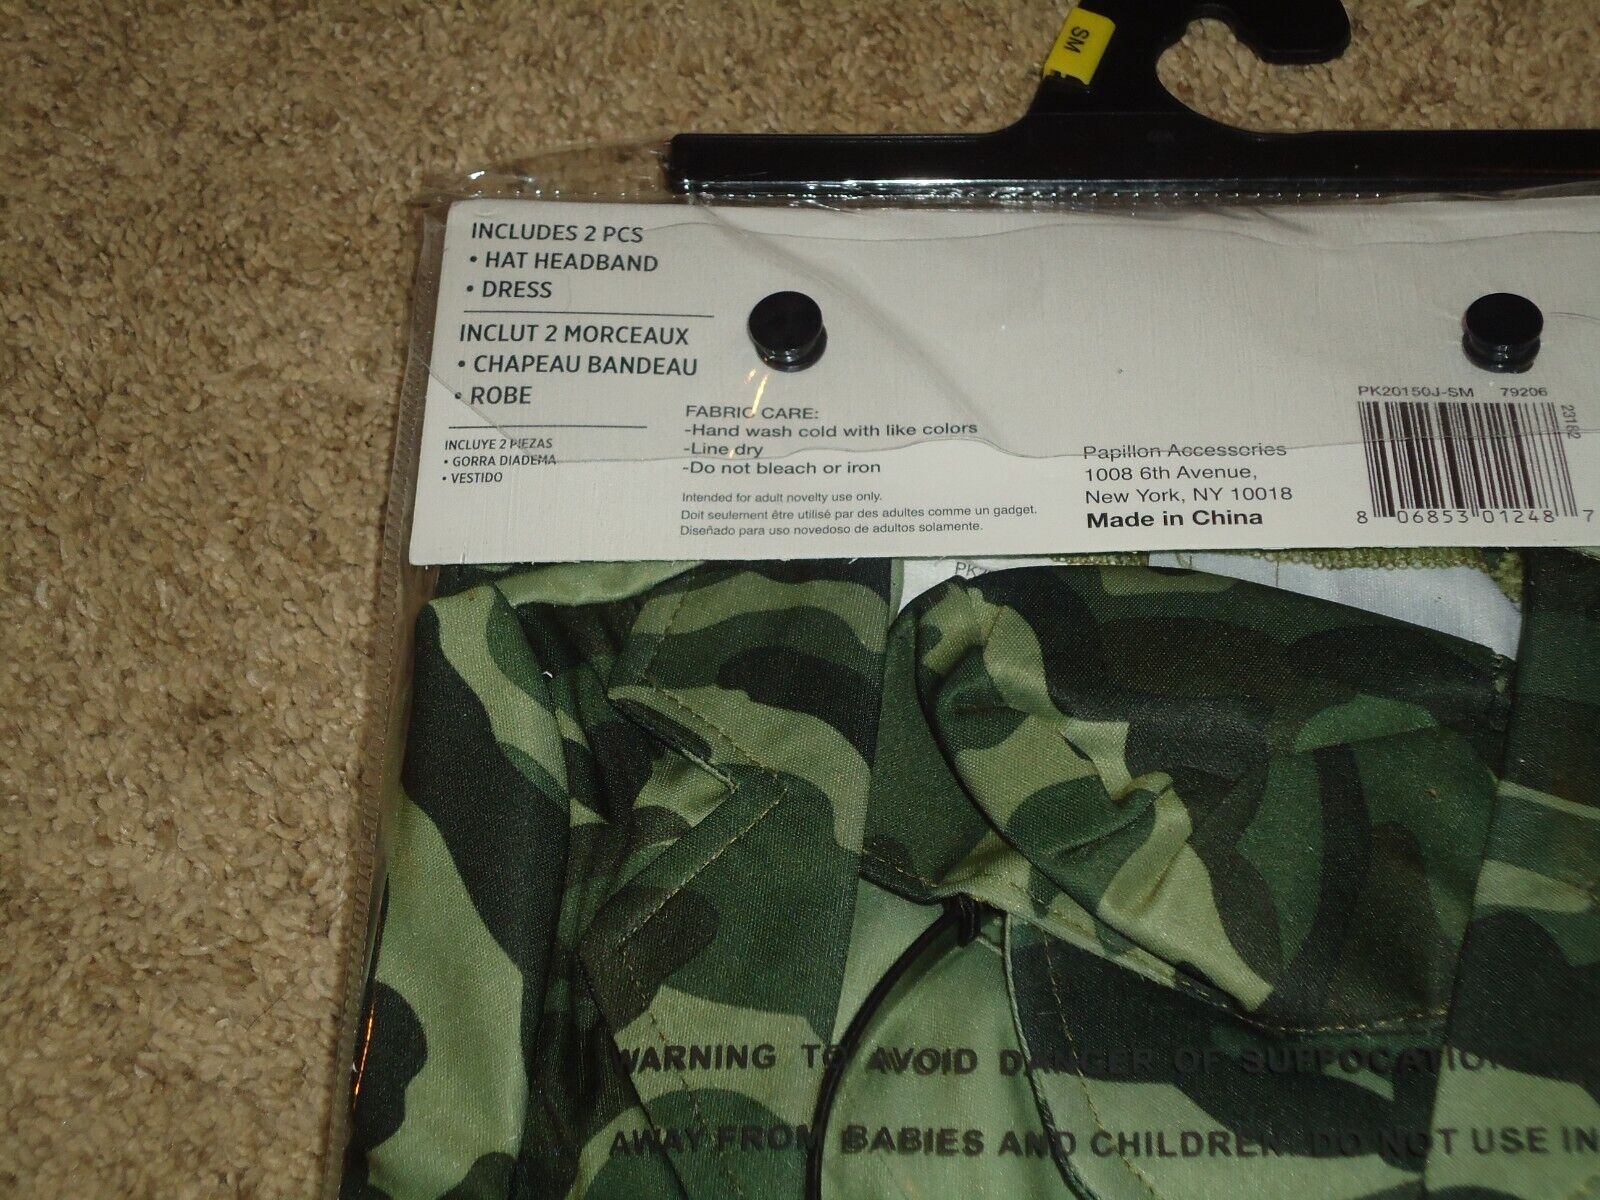 SM
INCLUDES 2 PCS
• HAT HEADBAND
• DRESS
INCLUT 2 MORCEAUX
• CHAPEAU BANDEAU
• ROBE
INCLUYE 2 PIEZAS
• GORRA DIADEMA
• VESTIDO
FABRIC CARE:
-Hand wash cold with like colors
-Line dry
-Do not bleach or iron
Intended for adult novelty use only.
Doit seulement être utilisé par des adultes comme un gadget.
Diseñado para uso novedoso de adultos solamente.
Papillon Accessories
1008 6th Avenue,
New York, NY 10018
Made in China
PK20150J-SM 79206
23182
8 06853 01248 7
WARNING TO AVOID DANGER OF SUFFOCATION
AWAY FROM BABIES AND CHILDREN. DO NOT USE IN